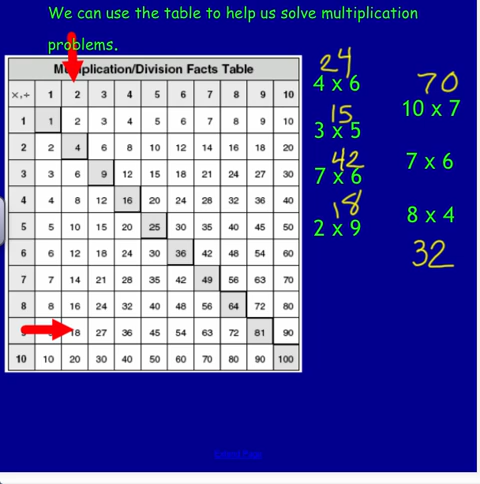 We can use the table to help us solve multiplication
problems.
M plication/Division Facts Table
×,÷ 1 2 3 4 5 6 7 8 9 10
1 1 2 3 4 5 6 7 8 9 10
2 2 4 6 8 10 12 14 16 18 20
3 3 6 9 12 15 18 21 24 27 30
4 4 8 12 16 20 24 28 32 36 40
5 5 10 15 20 25 30 35 40 45 50
6 6 12 18 24 30 36 42 48 54 60
7 7 14 21 28 35 42 49 56 63 70
8 8 16 24 32 40 48 56 64 72 80
18 27 36 45 54 63 72 81 90
10 10 20 30 40 50 60 70 80 90 100
24
4 x 6
15
3 x 5
42
7 x 6
18
2 x 9
70
10 x 7
7 x 6
8 x 4
32